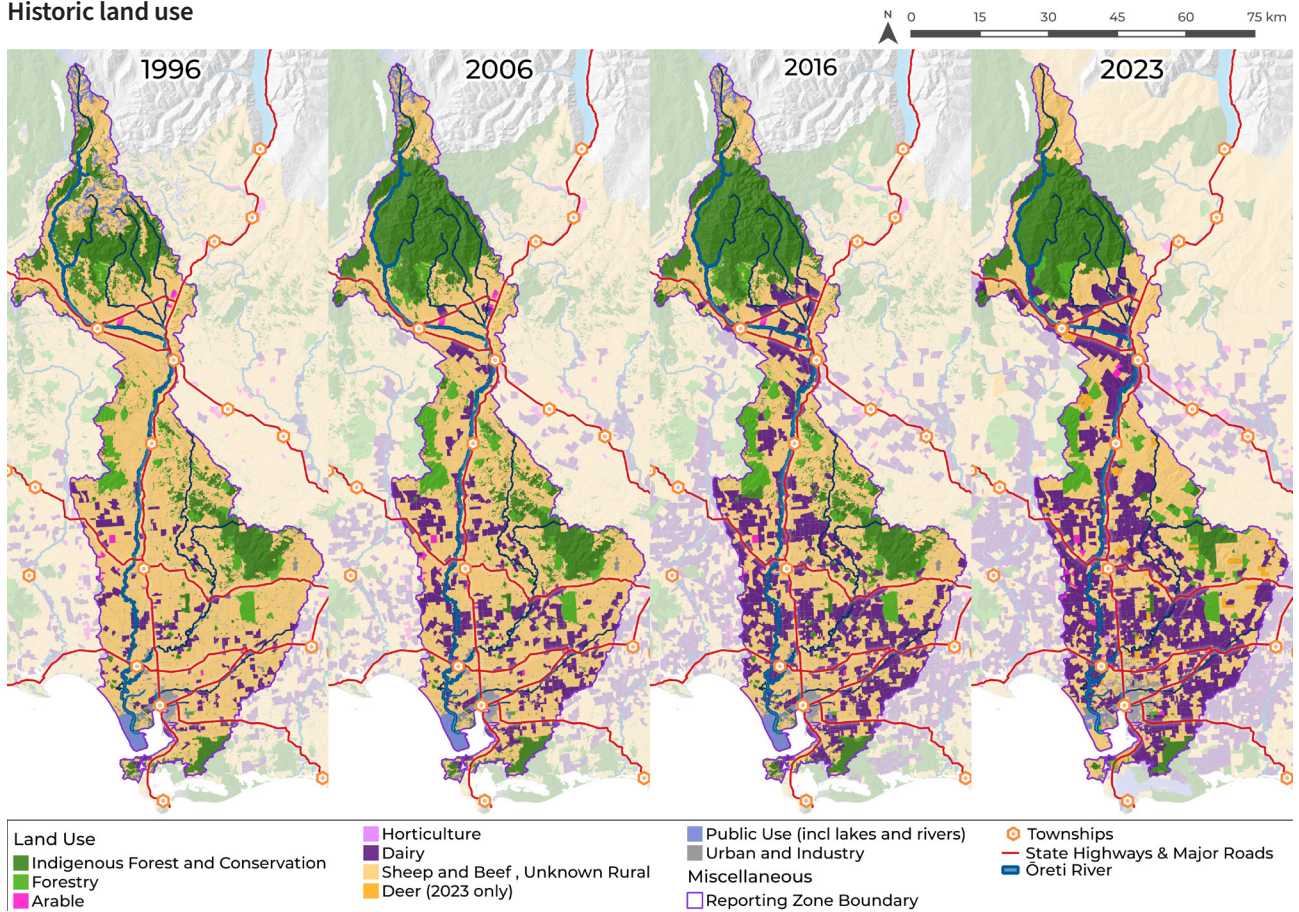 Historic land use
N
0 15 30 45 60 75 km
1996
2006
2016
2023
Land Use
Indigenous Forest and Conservation
Forestry
Arable
Horticulture
Dairy
Sheep and Beef , Unknown Rural
Deer (2023 only)
Public Use (incl lakes and rivers)
Urban and Industry
Miscellaneous
Reporting Zone Boundary
Townships
State Highways & Major Roads
Ōreti River